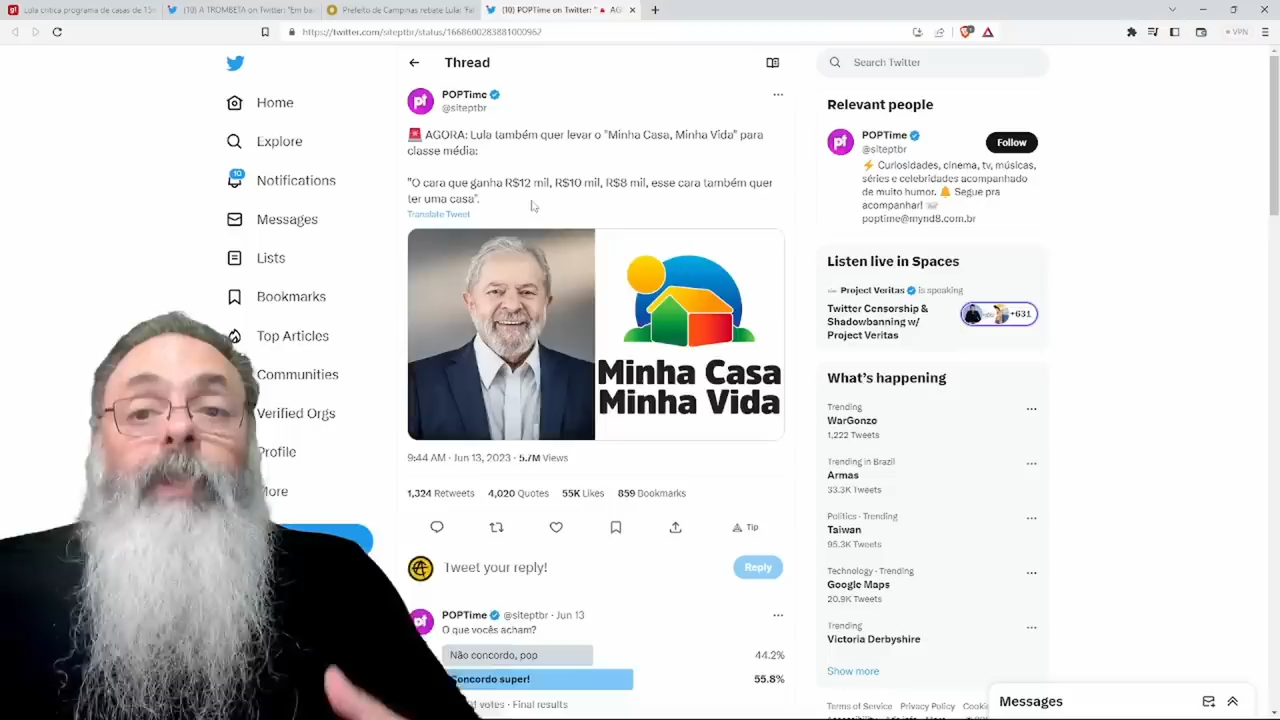 Lula critica programa de casas de 15m
(10) A TROMBETA on Twitter: "Em ba
Prefeito de Campinas rebate Lula: 'Fal
(10) POPTime on Twitter: "🚨 AG
https://twitter.com/siteptbr/status/1668600283881000962
VPN
Home
Explore
10
Notifications
Messages
Lists
Bookmarks
Top Articles
Communities
Verified Orgs
Profile
More
Thread
POPTime
@siteptbr
🚨 AGORA: Lula também quer levar o "Minha Casa, Minha Vida" para
classe média:
"O cara que ganha R$12 mil, R$10 mil, R$8 mil, esse cara também quer
ter uma casa".
Translate Tweet
Minha Casa
Minha Vida
9:44 AM · Jun 13, 2023 · 5.7M Views
1,324 Retweets 4,020 Quotes 55K Likes 859 Bookmarks
Tip
Tweet your reply!
Reply
POPTime @siteptbr · Jun 13
O que vocês acham?
Não concordo, pop 44.2%
Concordo super! 55.8%
votes · Final results
Search Twitter
Relevant people
POPTime
@siteptbr
Follow
⚡ Curiosidades, cinema, tv, músicas,
séries e celebridades acompanhado
de muito humor. 🔔 Segue pra
acompanhar! 📨
poptime@mynd8.com.br
Listen live in Spaces
Project Veritas is speaking
Twitter Censorship &
Shadowbanning w/
Project Veritas
+631
What's happening
Trending
WarGonzo
1,222 Tweets
Trending in Brazil
Armas
33.3K Tweets
Politics · Trending
Taiwan
95.3K Tweets
Technology · Trending
Google Maps
20.9K Tweets
Trending
Victoria Derbyshire
Show more
Terms of Service Privacy Policy
Messages